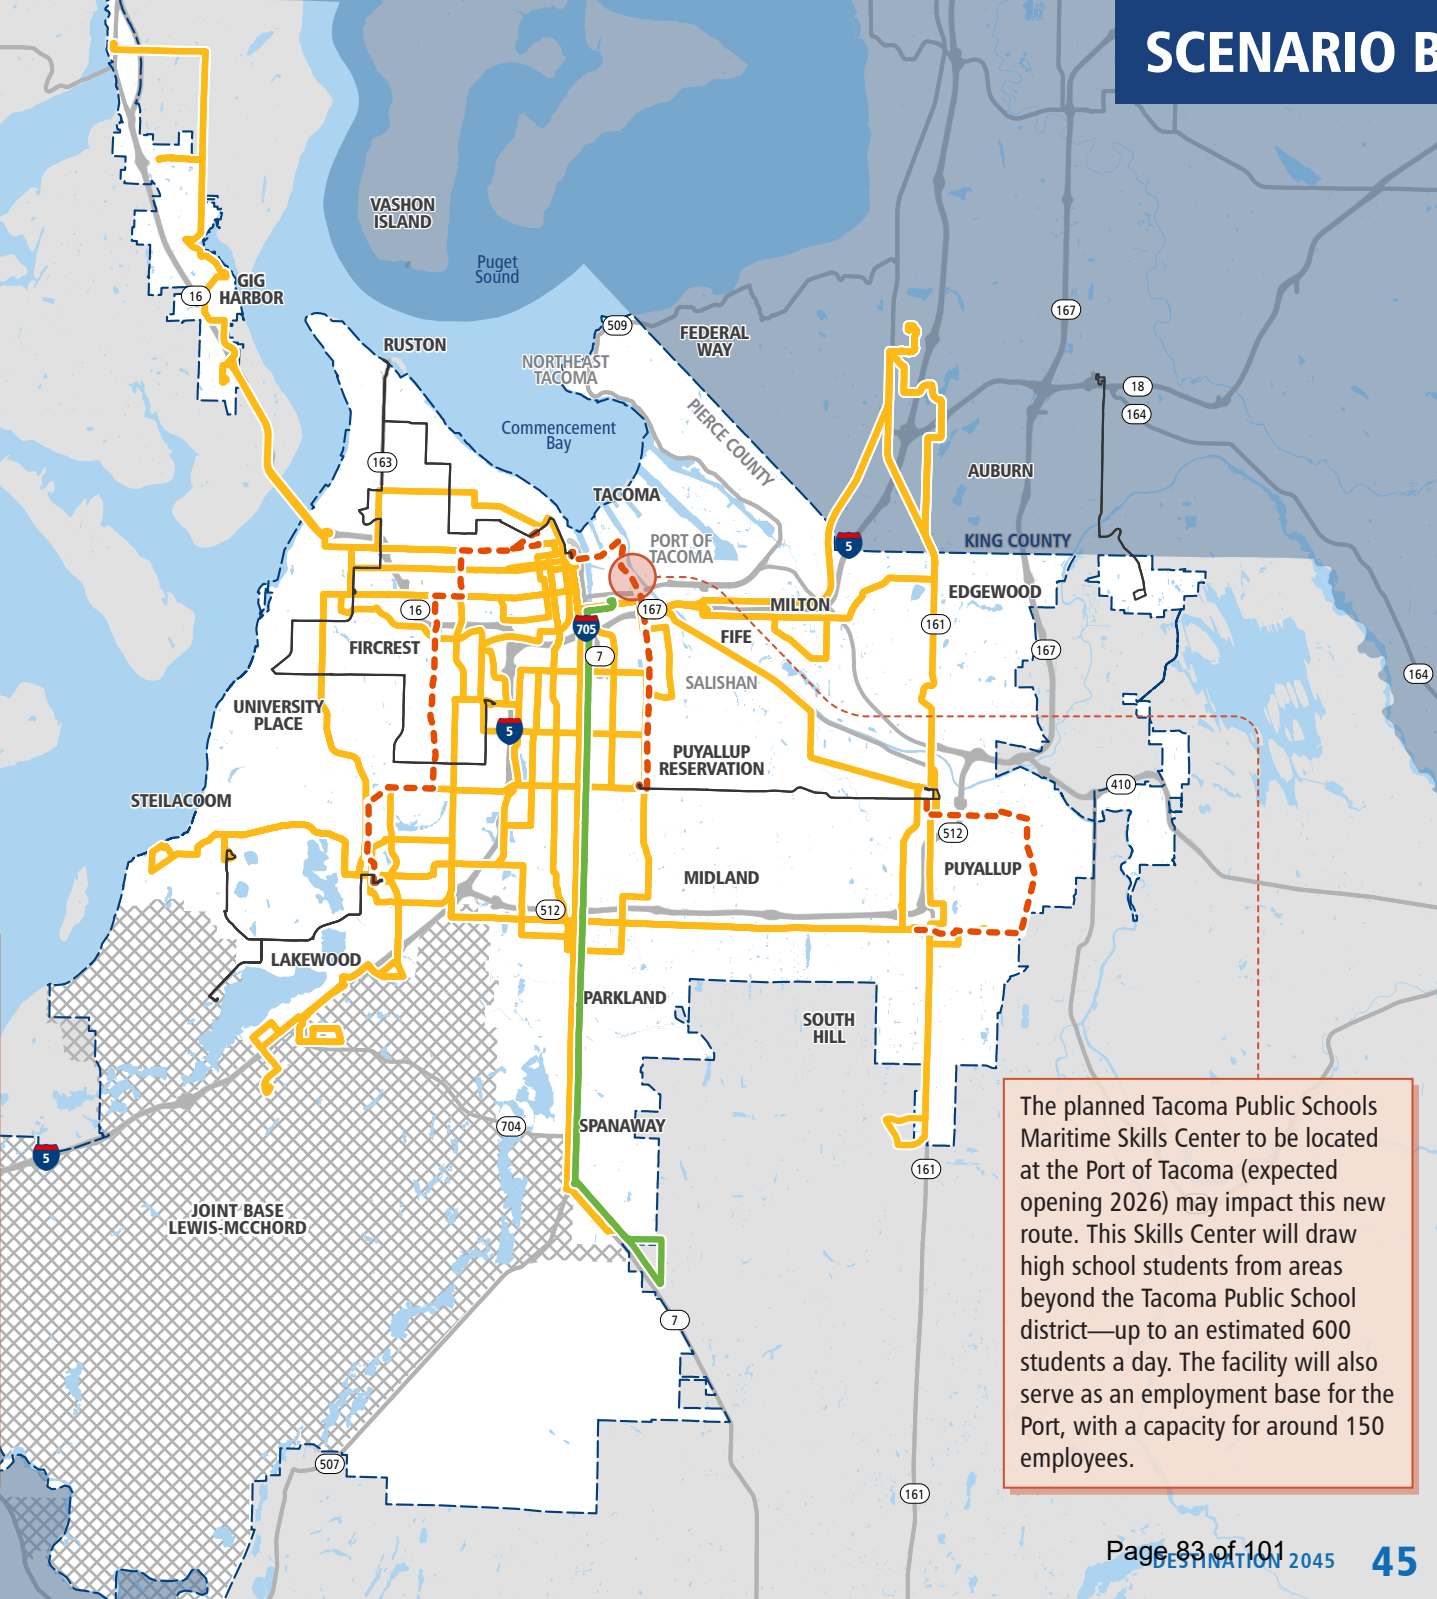 SCENARIO B
VASHON
ISLAND
Puget
Sound
GIG
HARBOR
16
RUSTON
509
FEDERAL
WAY
167
NORTHEAST
TACOMA
18
164
Commencement
Bay
PIERCE COUNTY
163
AUBURN
TACOMA
PORT OF
TACOMA
5
KING COUNTY
EDGEWOOD
16
167
MILTON
161
705
FIFE
FIRCREST
7
167
SALISHAN
164
UNIVERSITY
PLACE
5
PUYALLUP
RESERVATION
410
STEILACOOM
512
PUYALLUP
MIDLAND
512
LAKEWOOD
PARKLAND
SOUTH
HILL
704
SPANAWAY
5
161
JOINT BASE
LEWIS-MCCHORD
7
507
161
The planned Tacoma Public Schools
Maritime Skills Center to be located
at the Port of Tacoma (expected
opening 2026) may impact this new
route. This Skills Center will draw
high school students from areas
beyond the Tacoma Public School
district—up to an estimated 600
students a day. The facility will also
serve as an employment base for the
Port, with a capacity for around 150
employees.
Page 83 of 101
DESTINATION 2045 45